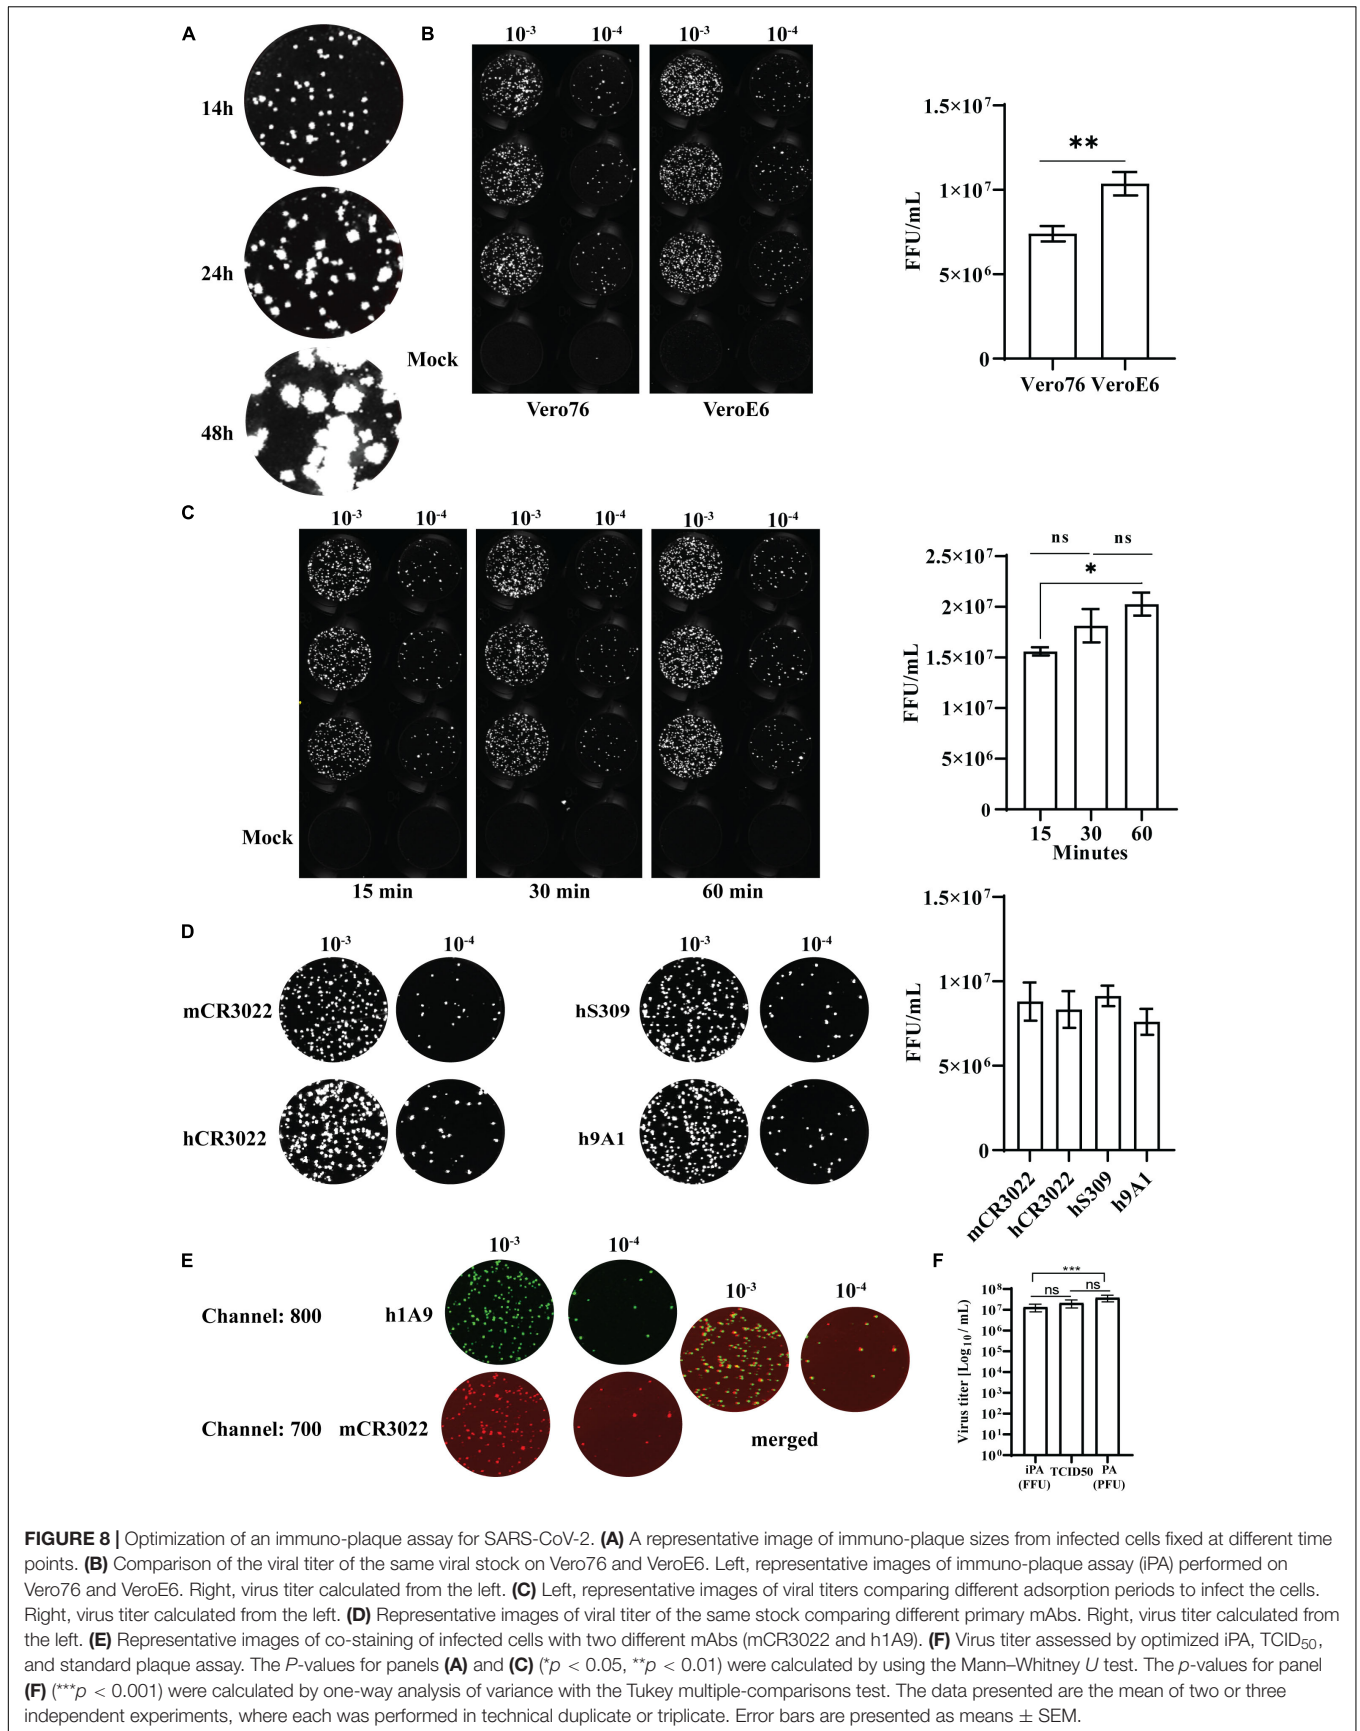 A
14h
24h
48h
B
10-3 10-4 10-3 10-4
Mock
Vero76 VeroE6
1.5×10⁷
1×10⁷
5×10⁶
0
FFU/mL
**
Vero76 VeroE6
C
10-3 10-4 10-3 10-4 10-3 10-4
Mock
15 min 30 min 60 min
ns ns
*
2.5×10⁷
2×10⁷
1.5×10⁷
1×10⁷
5×10⁶
0
FFU/mL
15 30 60
Minutes
D
10-3 10-4 10-3 10-4
mCR3022
hS309
hCR3022
h9A1
1.5×10⁷
1×10⁷
5×10⁶
0
FFU/mL
mCR3022 hCR3022 hS309 h9A1
E
10-3 10-4
Channel: 800 h1A9
10-3 10-4
Channel: 700 mCR3022
merged
F
***
ns ns
10⁸
10⁷
10⁶
10⁵
10⁴
10³
10²
10¹
10⁰
Virus titer [Log₁₀/ mL)
iPA TCID50 PA
(FFU) (PFU)
FIGURE 8 | Optimization of an immuno-plaque assay for SARS-CoV-2. (A) A representative image of immuno-plaque sizes from infected cells fixed at different time
points. (B) Comparison of the viral titer of the same viral stock on Vero76 and VeroE6. Left, representative images of immuno-plaque assay (iPA) performed on
Vero76 and VeroE6. Right, virus titer calculated from the left. (C) Left, representative images of viral titers comparing different adsorption periods to infect the cells.
Right, virus titer calculated from the left. (D) Representative images of viral titer of the same stock comparing different primary mAbs. Right, virus titer calculated from
the left. (E) Representative images of co-staining of infected cells with two different mAbs (mCR3022 and h1A9). (F) Virus titer assessed by optimized iPA, TCID₅₀,
and standard plaque assay. The P-values for panels (A) and (C) (*p < 0.05, **p < 0.01) were calculated by using the Mann–Whitney U test. The p-values for panel
(F) (***p < 0.001) were calculated by one-way analysis of variance with the Tukey multiple-comparisons test. The data presented are the mean of two or three
independent experiments, where each was performed in technical duplicate or triplicate. Error bars are presented as means ± SEM.